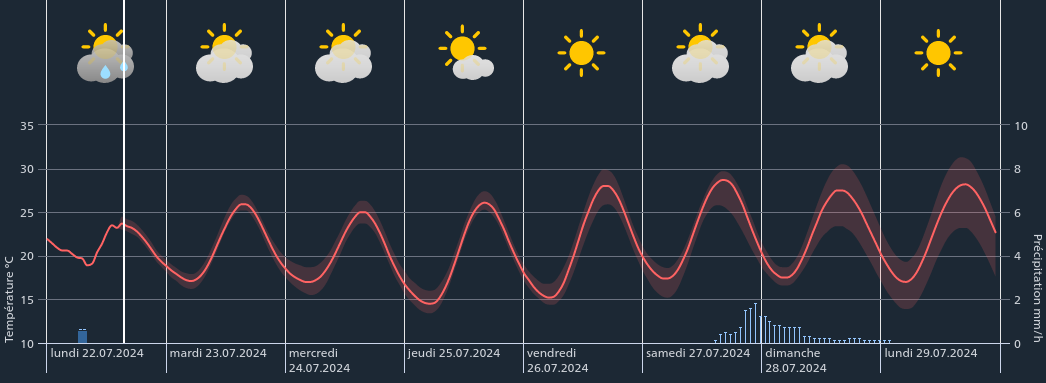 35
30
25
20
15
10
Température °C
10
8
6
4
2
0
Précipitation mm/h
lundi 22.07.2024
mardi 23.07.2024
mercredi
24.07.2024
jeudi 25.07.2024
vendredi
26.07.2024
samedi 27.07.2024
dimanche
28.07.2024
lundi 29.07.2024